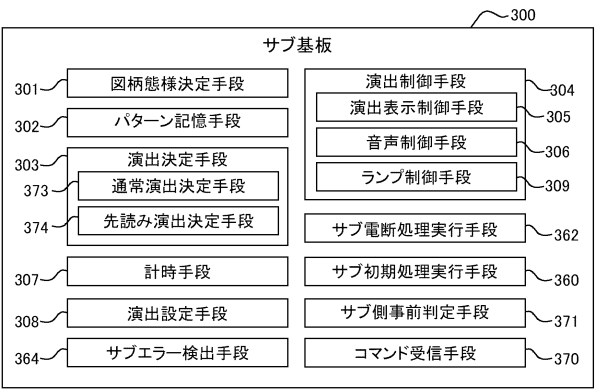 300
サブ基板
301
図柄態様決定手段
302
パターン記憶手段
303
演出決定手段
373
通常演出決定手段
374
先読み演出決定手段
307
計時手段
308
演出設定手段
364
サブエラー検出手段
演出制御手段
304
演出表示制御手段
305
音声制御手段
306
ランプ制御手段
309
サブ電断処理実行手段
362
サブ初期処理実行手段
360
サブ側事前判定手段
371
コマンド受信手段
370